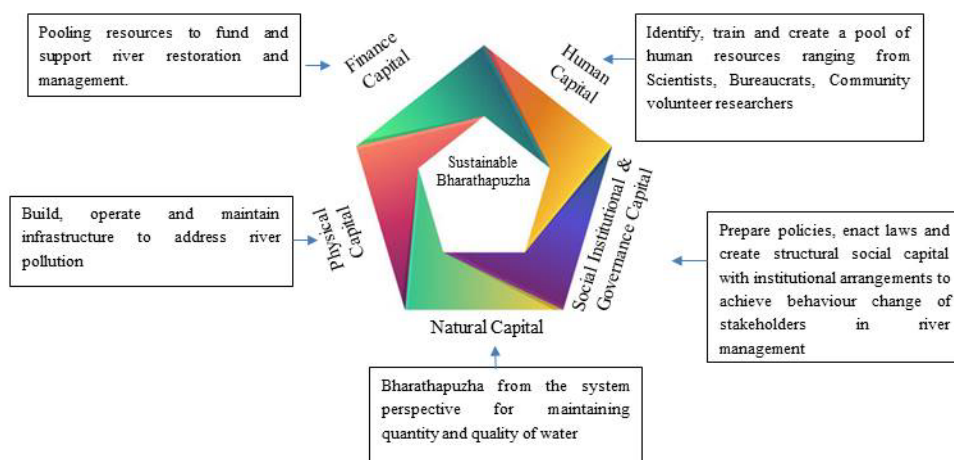 Pooling resources to fund and
support river restoration and
management.
Finance
Capital
Human
Capital
Identify, train and create a pool of
human resources ranging from
Scientists, Bureaucrats, Community
volunteer researchers
Sustainable
Bharathapuzha
Build, operate and maintain
infrastructure to address river
pollution
Physical
Capital
Social Institutional &
Governance Capital
Prepare policies, enact laws and
create structural social capital
with institutional arrangements to
achieve behaviour change of
stakeholders in river
management
Natural Capital
Bharathapuzha from the system
perspective for maintaining
quantity and quality of water